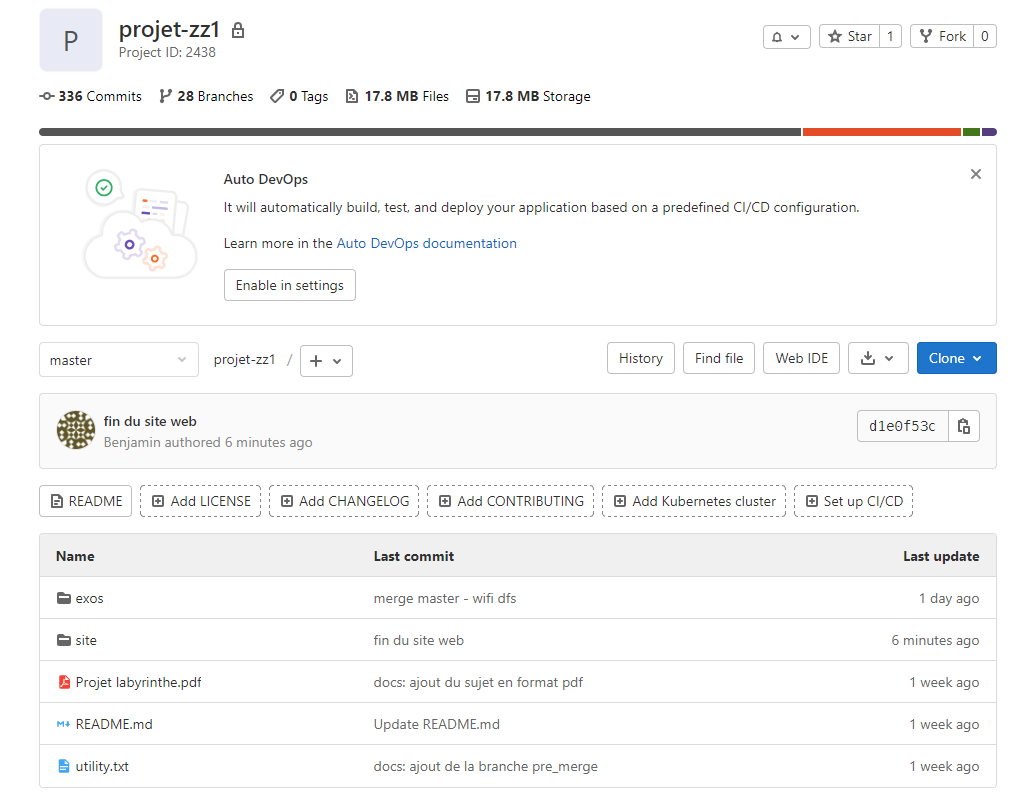 P
projet-zz1
Project ID: 2438
Star 1
Fork 0
336 Commits 28 Branches 0 Tags 17.8 MB Files 17.8 MB Storage
Auto DevOps
It will automatically build, test, and deploy your application based on a predefined CI/CD configuration.
Learn more in the Auto DevOps documentation
Enable in settings
master projet-zz1 / + History Find file Web IDE Clone
fin du site web
Benjamin authored 6 minutes ago
d1e0f53c
README Add LICENSE Add CHANGELOG Add CONTRIBUTING Add Kubernetes cluster Set up CI/CD
Name Last commit Last update
exos merge master - wifi dfs 1 day ago
site fin du site web 6 minutes ago
Projet labyrinthe.pdf docs: ajout du sujet en format pdf 1 week ago
README.md Update README.md 1 week ago
utility.txt docs: ajout de la branche pre_merge 1 week ago